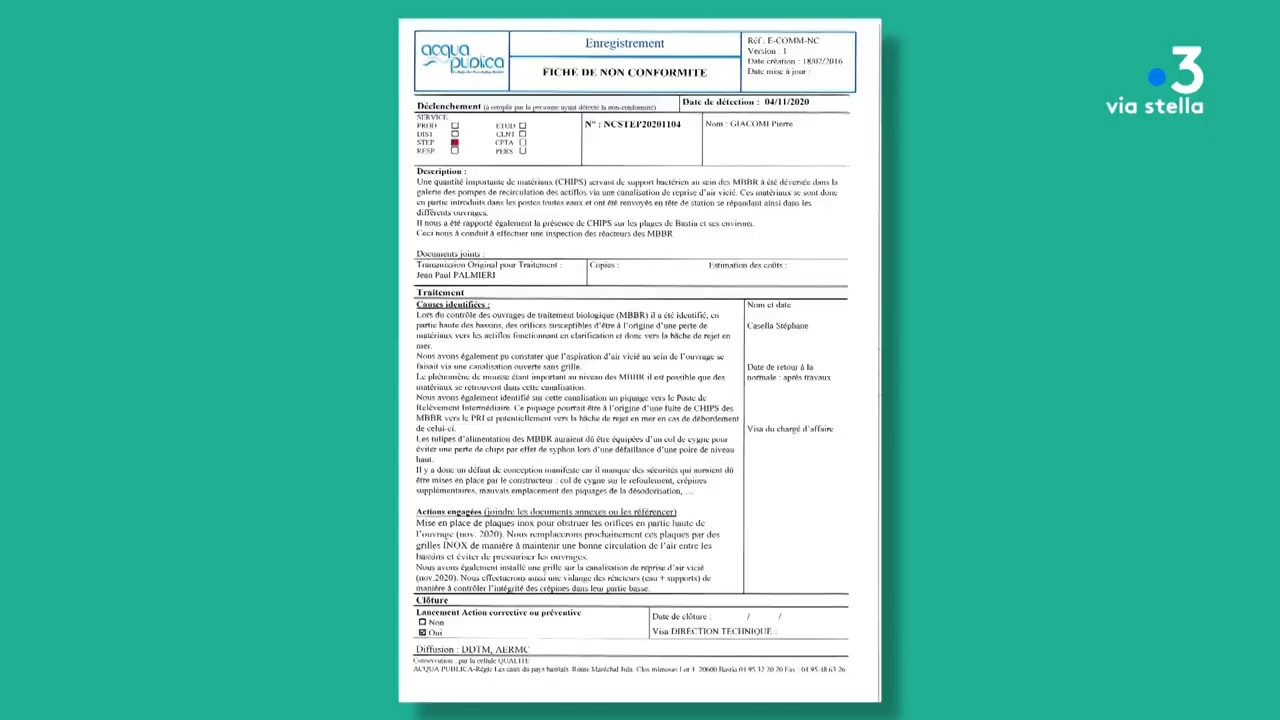 acqua
publica
Enregistrement
FICHE DE NON CONFORMITE
Réf : E-COMM-NC
Version : 1
Date création : 18/02/2016
Date mise à jour :
3
via stella
Déclenchement (à remplir par la personne ayant détecté la non-conformité)
Date de détection : 04/11/2020
SERVICE
PROD
DIST
STEP
RESP
ETUD
CLNT
CPTA
PERS
N° : NCSTEP20201104
Nom : GIACOMI Pierre
Description :
Une quantité importante de matériaux (CHIPS) servant de support bactérien au sein des MBBR à été déversée dans la
galerie des pompes de recirculation des actiflos via une canalisation de reprise d'air vicié. Ces matériaux se sont donc
en partie introduits dans les postes toutes eaux et ont été renvoyés en tête de station se répandant ainsi dans les
différents ouvrages.
Il nous a été rapporté également la présence de CHIPS sur les plages de Bastia et ses environs.
Ceci nous à conduit à effectuer une inspection des réacteurs des MBBR
Documents joints :
Transmission Original pour Traitement :
Jean Paul PALMIERI
Copies :
Estimation des coûts :
Traitement
Causes identifiées :
Lors du contrôle des ouvrages de traitement biologique (MBBR) il a été identifié, en
partie haute des bassins, des orifices susceptibles d'être à l'origine d'une perte de
matériaux vers les actiflos fonctionnant en clarification et donc vers la bâche de rejet en
mer.
Nous avons également pu constater que l'aspiration d'air vicié au sein de l'ouvrage se
faisait via une canalisation ouverte sans grille.
Le phénomène de mousse étant important au niveau des MBBR il est possible que des
matériaux se retrouvent dans cette canalisation.
Nous avons également identifié sur cette canalisation un piquage vers le Poste de
Relèvement Intermédiaire. Ce piquage pourrait être à l'origine d'une fuite de CHIPS des
MBBR vers le PRI et potentiellement vers la bâche de rejet en mer en cas de débordement
de celui-ci.
Les tulipes d'alimentation des MBBR auraient dû être équipées d'un col de cygne pour
éviter une perte de chips par effet de syphon lors d'une défaillance d'une poire de niveau
haut.
Il y a donc un défaut de conception manifeste car il manque des sécurités qui auraient dû
être mises en place par le constructeur : col de cygne sur le refoulement, crépines
supplémentaires, mauvais emplacement des piquages de la désodorisation, …
Nom et date
Casella Stéphane
Date de retour à la
normale : après travaux
Visa du chargé d'affaire
Actions engagées (joindre les documents annexes ou les référencer)
Mise en place de plaques inox pour obstruer les orifices en partie haute de
l'ouvrage (nov. 2020). Nous remplacerons prochainement ces plaques par des
grilles INOX de manière à maintenir une bonne circulation de l'air entre les
bassins et éviter de pressuriser les ouvrages.
Nous avons également installé une grille sur la canalisation de reprise d'air vicié
(nov.2020). Nous effectuerons aussi une vidange des réacteurs (eau + supports) de
manière à contrôler l'intégrité des crépines dans leur partie basse.
Clôture
Lancement Action corrective ou préventive
Non
Oui
Date de clôture : / /
Visa DIRECTION TECHNIQUE :
Diffusion : DDTM, AERMC
Conservation : par la cellule QUALITE
ACQUA PUBLICA-Régie Les eaux du pays bastiais. Maréchal Juin. Clos mimosas 20600 Bastia